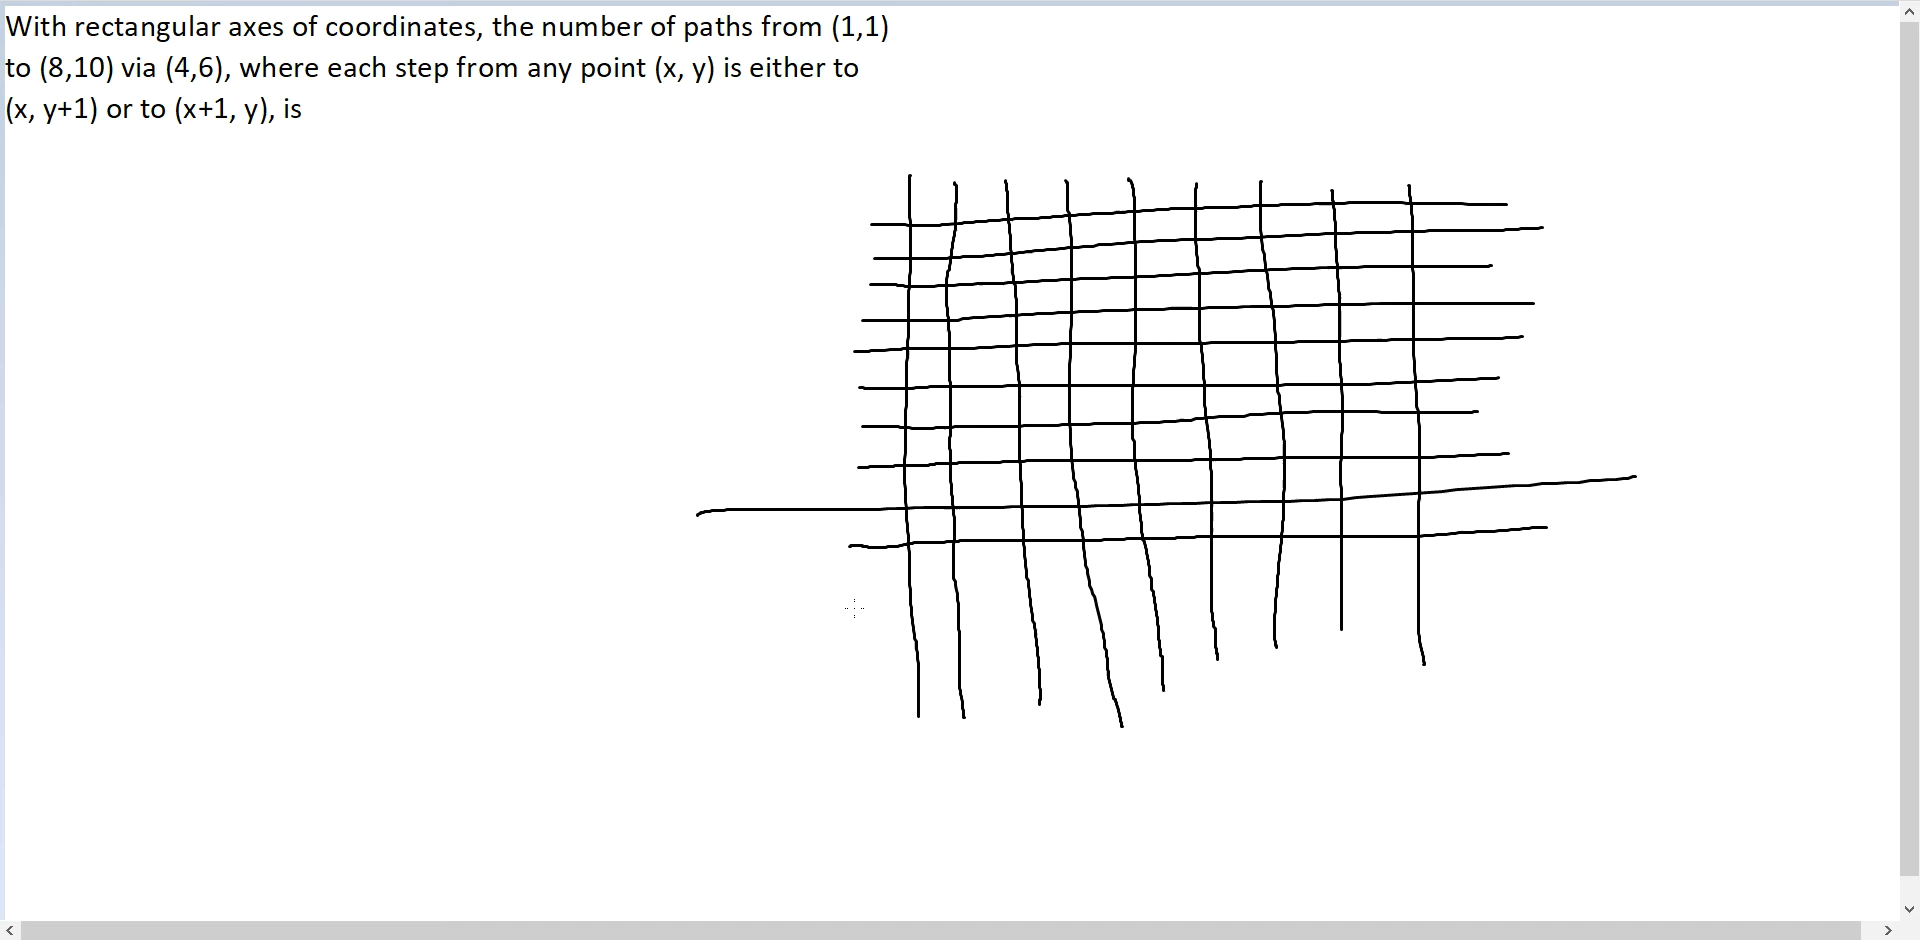 With rectangular axes of coordinates, the number of paths from (1,1)
to (8,10) via (4,6), where each step from any point (x, y) is either to
(x, y+1) or to (x+1, y), is